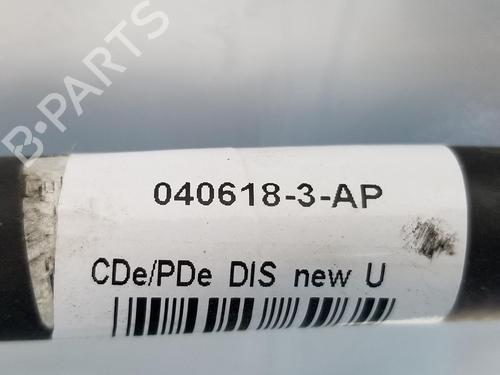 B-PARTS
040618-3-AP
CDe/PDe DIS new U